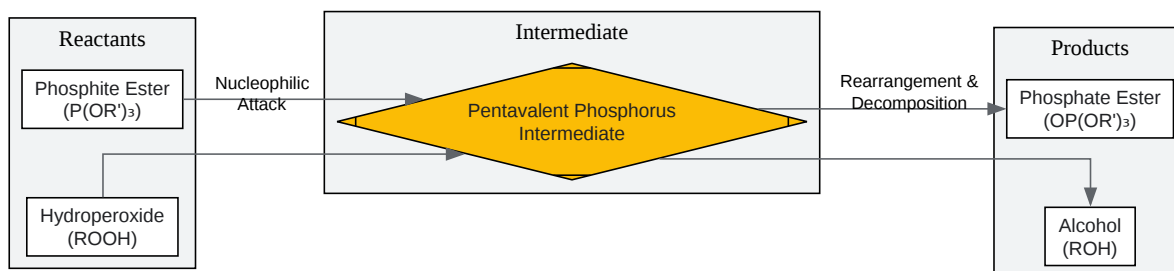 Reactants
Phosphite Ester
(P(OR')₃)
Hydroperoxide
(ROOH)
Nucleophilic
Attack
Intermediate
Pentavalent Phosphorus
Intermediate
Rearrangement &
Decomposition
Products
Phosphate Ester
(OP(OR')₃)
Alcohol
(ROH)